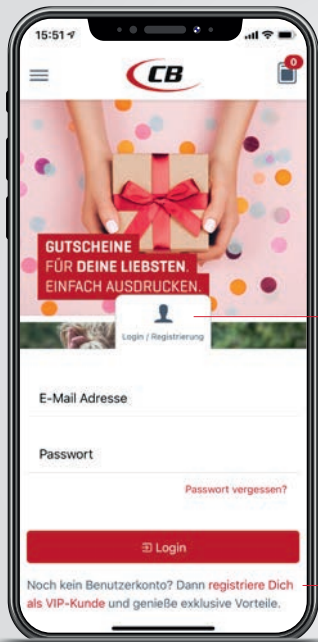 15:51
CB
0
GUTSCHEINE
FÜR DEINE LIEBSTEN.
EINFACH AUSDRUCKEN.
Login / Registrierung
E-Mail Adresse
Passwort
Passwort vergessen?
Login
Noch kein Benutzerkonto? Dann registriere Dich
als VIP-Kunde und genieße exklusive Vorteile.